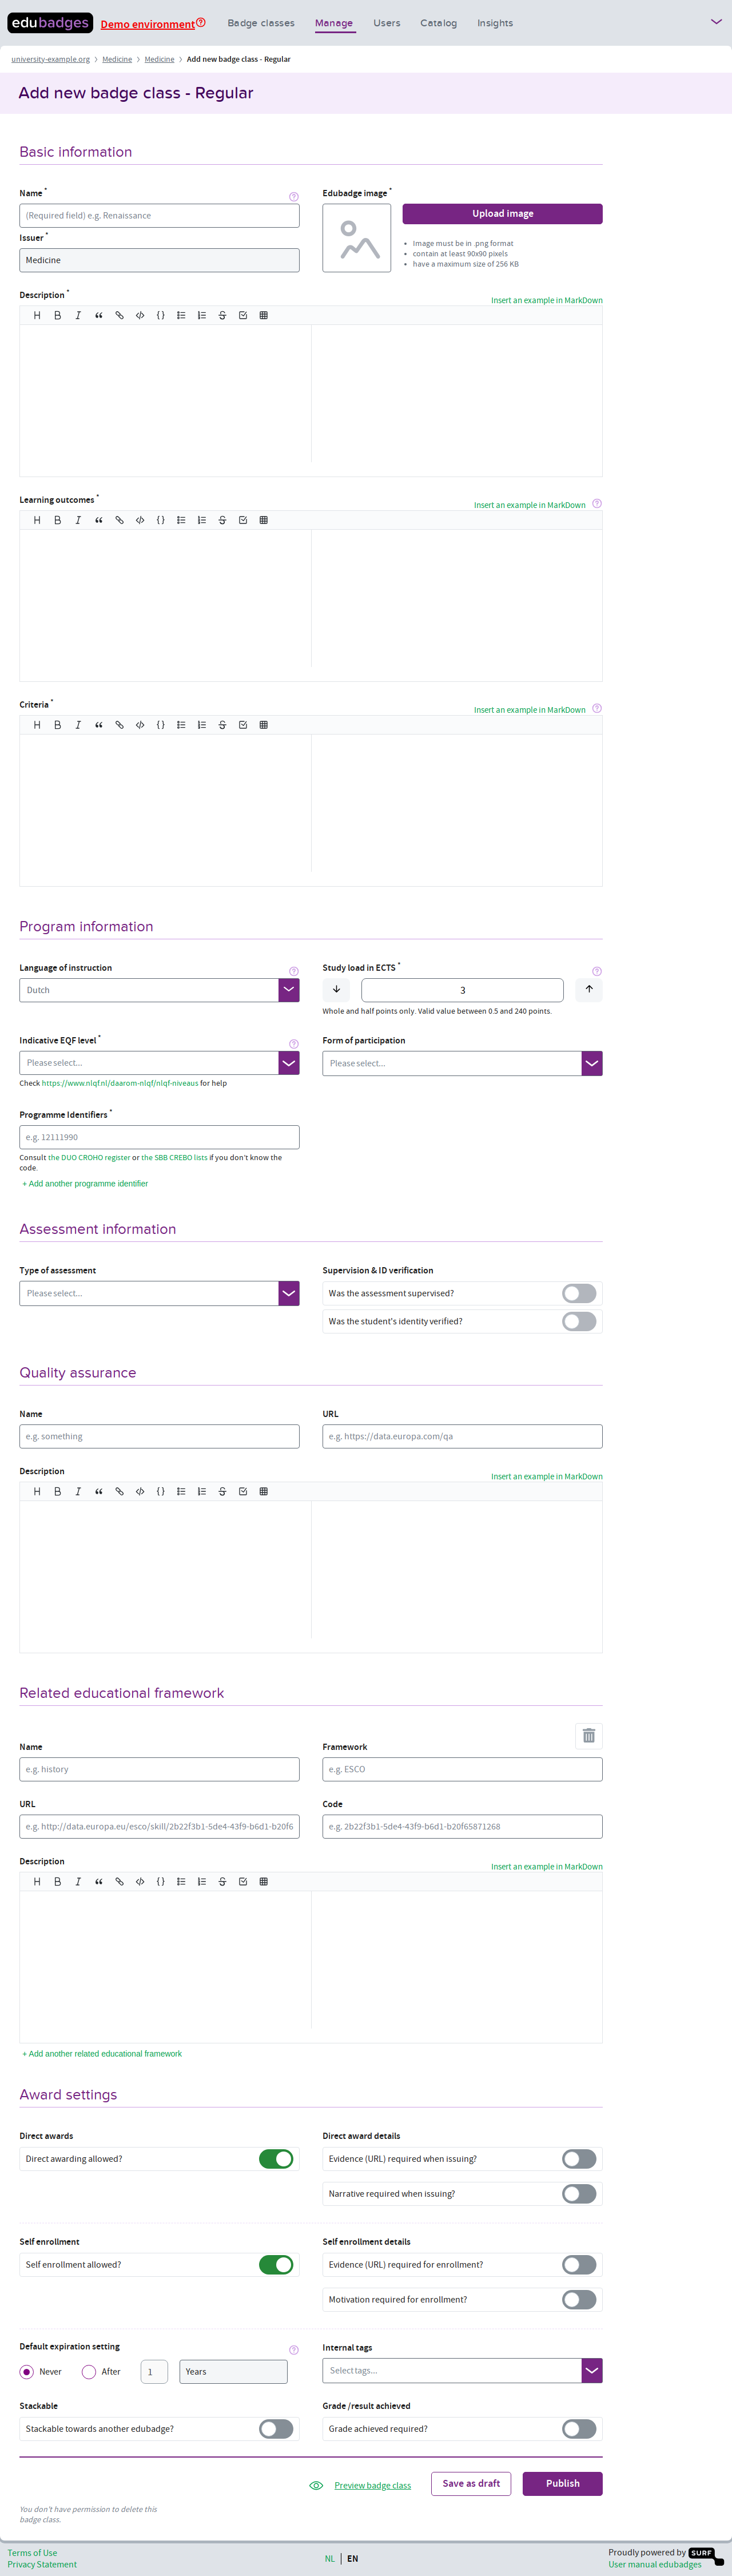 edubadges Demo environment Badge classes Manage Users Catalog Insights
university-example.org Medicine Medicine Add new badge class - Regular
Add new badge class - Regular
Basic information
Name *
(Required field) e.g. Renaissance
Issuer *
Medicine
Edubadge image *
Upload image
Image must be in .png format
contain at least 90x90 pixels
have a maximum size of 256 KB
Description *
Insert an example in MarkDown
Learning outcomes *
Insert an example in MarkDown
Criteria *
Insert an example in MarkDown
Program information
Language of instruction
Dutch
Study load in ECTS *
3
Whole and half points only. Valid value between 0.5 and 240 points.
Indicative EQF level *
Please select...
Check https://www.nlqf.nl/daarom-nlqf/nlqf-niveaus for help
Form of participation
Please select...
Programme Identifiers *
e.g. 12111990
Consult the DUO CROHO register or the SBB CREBO lists if you don't know the
code.
+ Add another programme identifier
Assessment information
Type of assessment
Please select...
Supervision & ID verification
Was the assessment supervised?
Was the student's identity verified?
Quality assurance
Name
e.g. something
URL
e.g. https://data.europa.com/qa
Description
Insert an example in MarkDown
Related educational framework
Name
e.g. history
Framework
e.g. ESCO
URL
e.g. http://data.europa.eu/esco/skill/2b22f3b1-5de4-43f9-b6d1-b20f6
Code
e.g. 2b22f3b1-5de4-43f9-b6d1-b20f65871268
Description
Insert an example in MarkDown
+ Add another related educational framework
Award settings
Direct awards
Direct awarding allowed?
Direct award details
Evidence (URL) required when issuing?
Narrative required when issuing?
Self enrollment
Self enrollment allowed?
Self enrollment details
Evidence (URL) required for enrollment?
Motivation required for enrollment?
Default expiration setting
Never After 1 Years
Internal tags
Select tags...
Stackable
Stackable towards another edubadge?
Grade /result achieved
Grade achieved required?
Preview badge class Save as draft Publish
You don't have permission to delete this
badge class.
Terms of Use
Privacy Statement
NL EN
Proudly powered by SURF
User manual edubadges